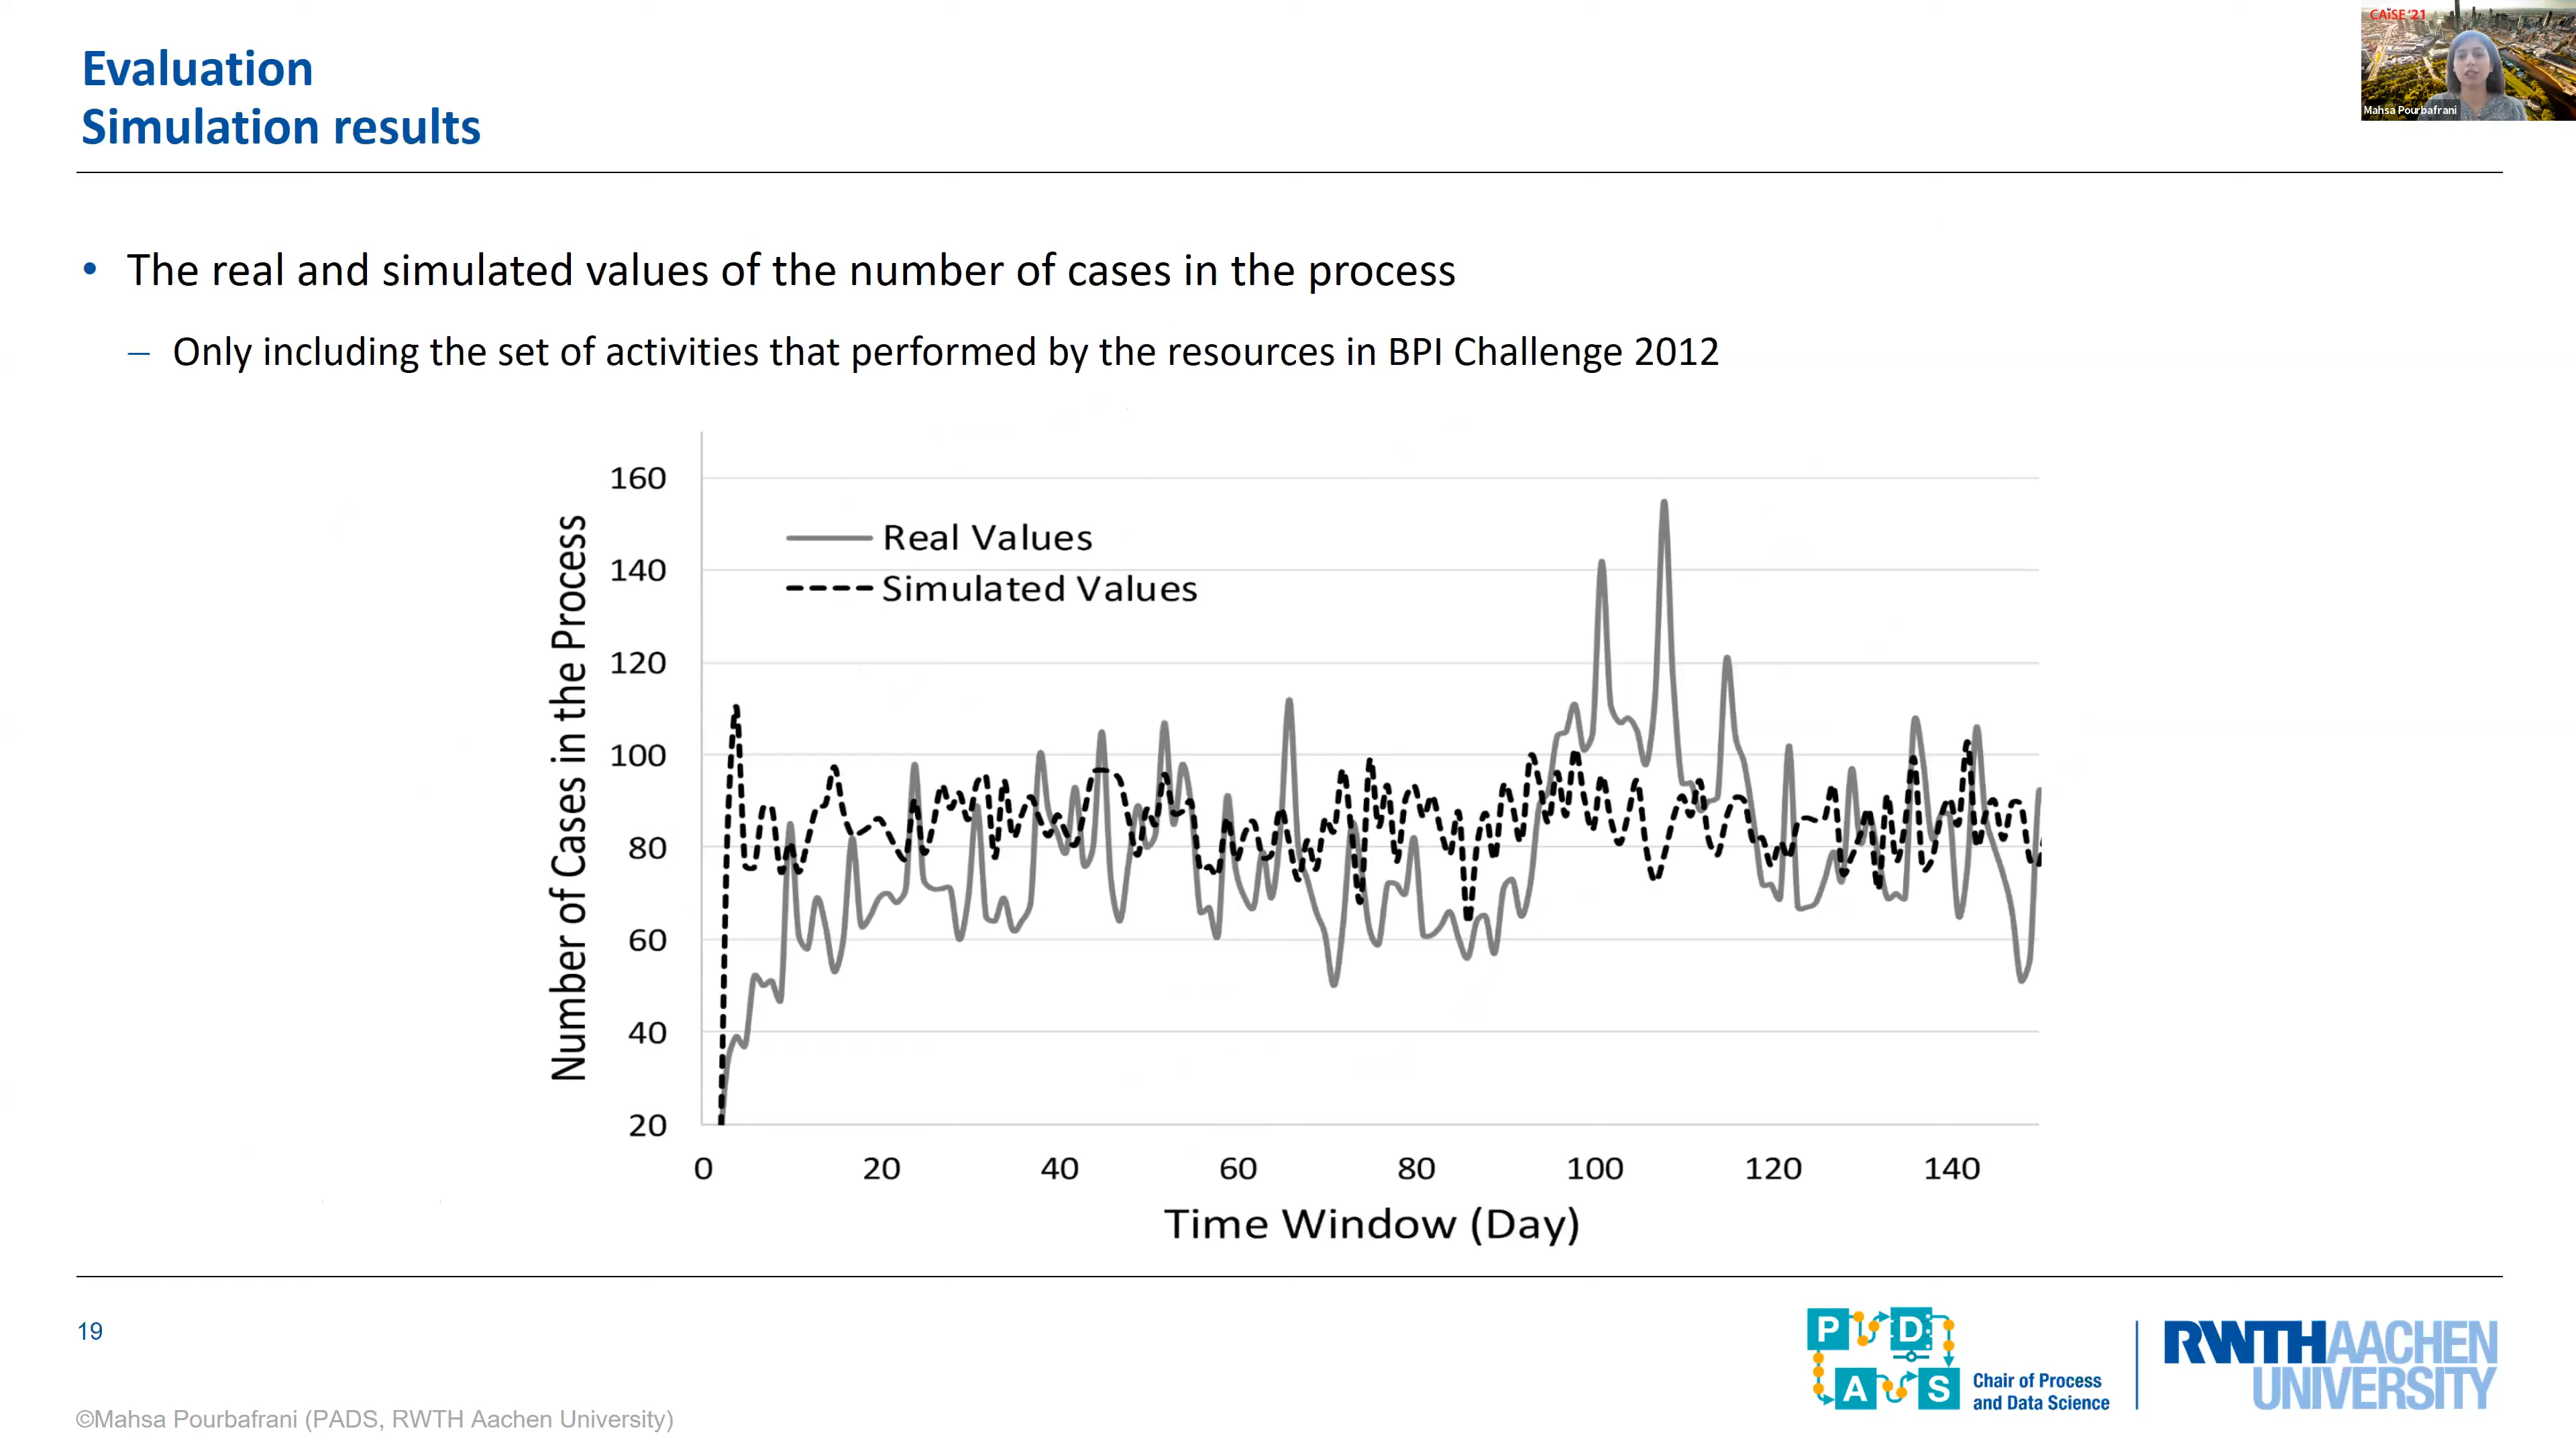 CAiSE '21
Mahsa Pourbafrani
Evaluation
Simulation results
• The real and simulated values of the number of cases in the process
– Only including the set of activities that performed by the resources in BPI Challenge 2012
Number of Cases in the Process
160
140
120
100
80
60
40
20
Real Values
Simulated Values
0 20 40 60 80 100 120 140
Time Window (Day)
19
P D
A S
Chair of Process
and Data Science
RWTH AACHEN
UNIVERSITY
©Mahsa Pourbafrani (PADS, RWTH Aachen University)